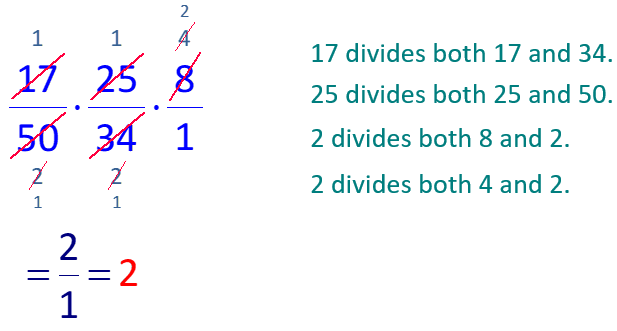 2
1 1 4
17/50 · 25/34 · 8/1
2 2
1 1
= 2/1 = 2
17 divides both 17 and 34.
25 divides both 25 and 50.
2 divides both 8 and 2.
2 divides both 4 and 2.